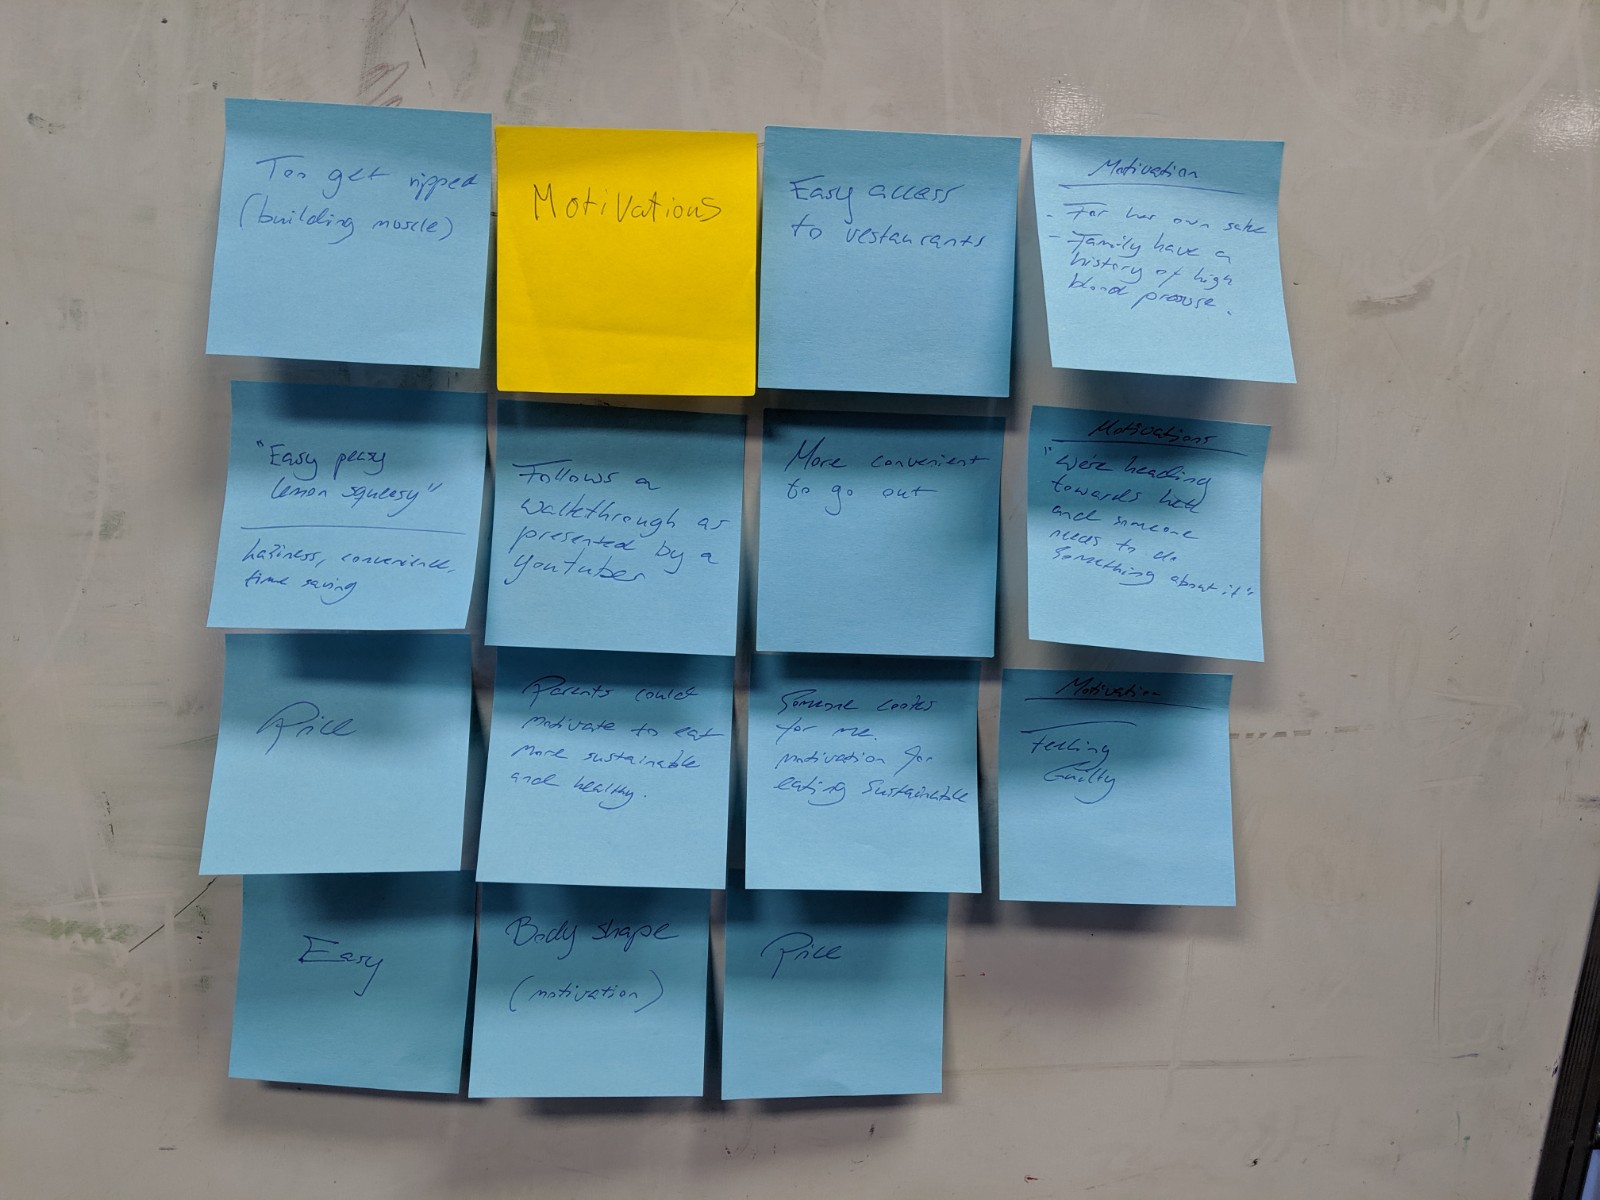 To get ripped
(building muscle)
Motivations
Easy access
to restaurants
Motivation
- For her own sake
- Family have a
history of high
blood pressure.
"Easy peasy
lemon squeesy"
laziness, convenience,
time saving
Follows a
walkthrough as
presented by a
youtuber
More convenient
to go out
Motivations
"We're heading
towards hell
and someone
needs to do
something about it"
Price
Parents could
motivate to eat
more sustainable
and healthy.
Someone cooks
for me.
motivation for
eating sustainable
Motivation
Feeling
Guilty
Easy
Body shape
(motivation)
Price